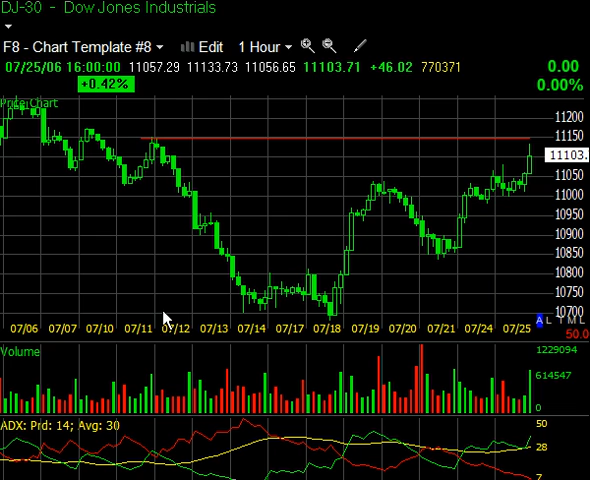 DJ-30 - Dow Jones Industrials
F8 - Chart Template #8 Edit 1 Hour
07/25/06 16:00:00 11057.29 11133.73 11056.65 11103.71 +46.02 770371 0.00
+0.42% 0.00%
Price Chart
11200
11150
11103.
11050
11000
10950
10900
10850
10800
10750
10700
07/06 07/07 07/10 07/11 07/12 07/13 07/14 07/17 07/18 07/19 07/20 07/21 07/24 07/25 A L T M L
50.0
Volume 1229094
614547
0
ADX: Prd: 14; Avg: 30 50
28
7